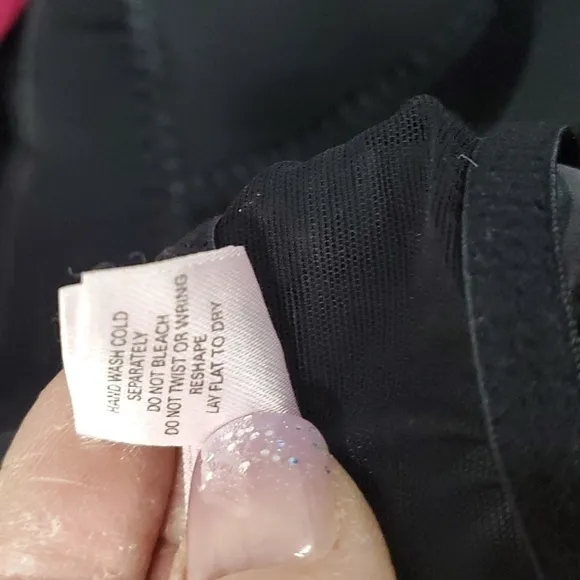 HAND WASH COLD
SEPARATELY
DO NOT BLEACH
DO NOT TWIST OR WRING
RESHAPE
LAY FLAT TO DRY